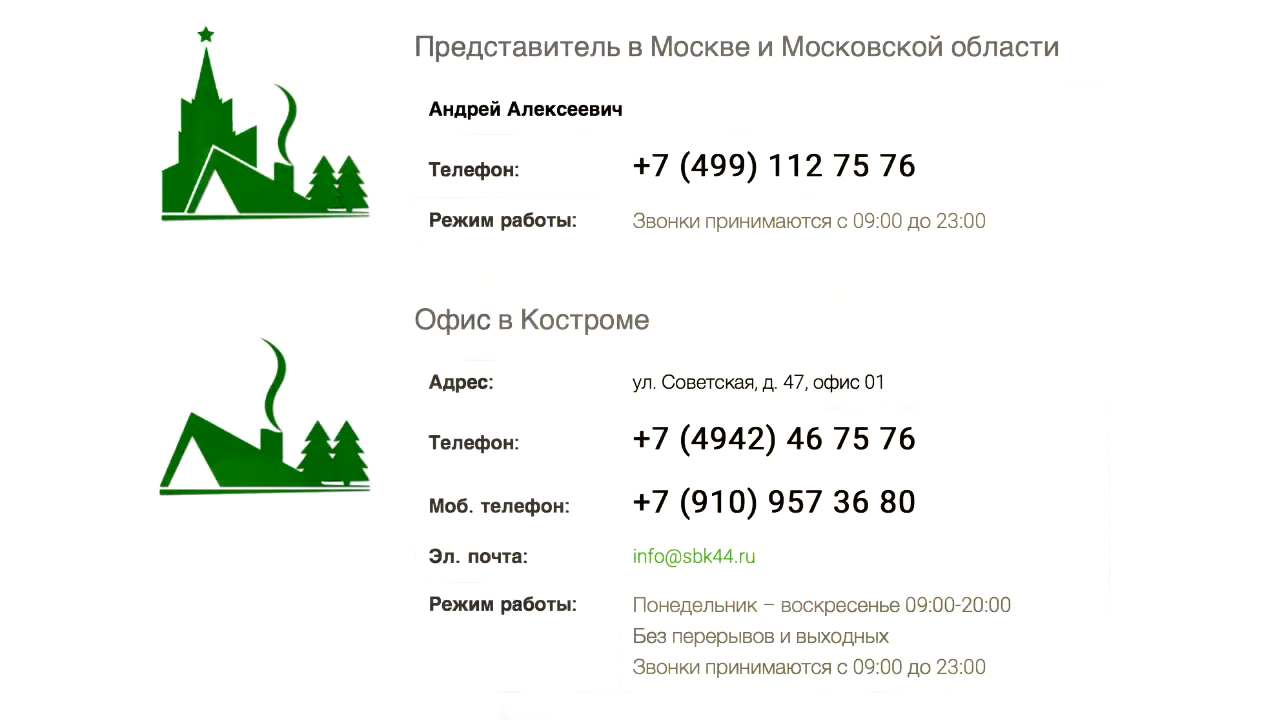 Представитель в Москве и Московской области
Андрей Алексеевич
Телефон: +7 (499) 112 75 76
Режим работы: Звонки принимаются с 09:00 до 23:00
Офис в Костроме
Адрес: ул. Советская, д. 47, офис 01
Телефон: +7 (4942) 46 75 76
Моб. телефон: +7 (910) 957 36 80
Эл. почта: info@sbk44.ru
Режим работы: Понедельник – воскресенье 09:00-20:00
Без перерывов и выходных
Звонки принимаются с 09:00 до 23:00